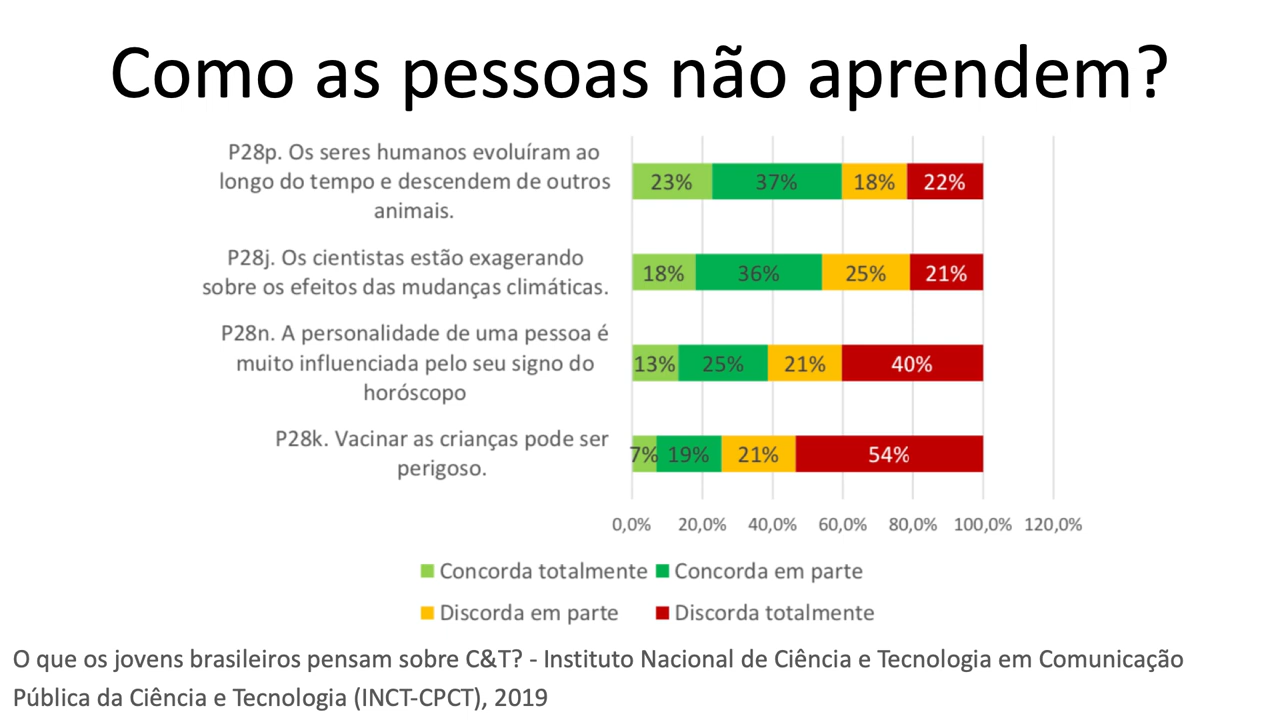 Como as pessoas não aprendem?
P28p. Os seres humanos evoluíram ao
longo do tempo e descendem de outros
animais.
23% 37% 18% 22%
P28j. Os cientistas estão exagerando
sobre os efeitos das mudanças climáticas.
18% 36% 25% 21%
P28n. A personalidade de uma pessoa é
muito influenciada pelo seu signo do
horóscopo
13% 25% 21% 40%
P28k. Vacinar as crianças pode ser
perigoso.
7% 19% 21% 54%
0,0% 20,0% 40,0% 60,0% 80,0% 100,0% 120,0%
Concorda totalmente Concorda em parte
Discorda em parte Discorda totalmente
O que os jovens brasileiros pensam sobre C&T? - Instituto Nacional de Ciência e Tecnologia em Comunicação
Pública da Ciência e Tecnologia (INCT-CPCT), 2019